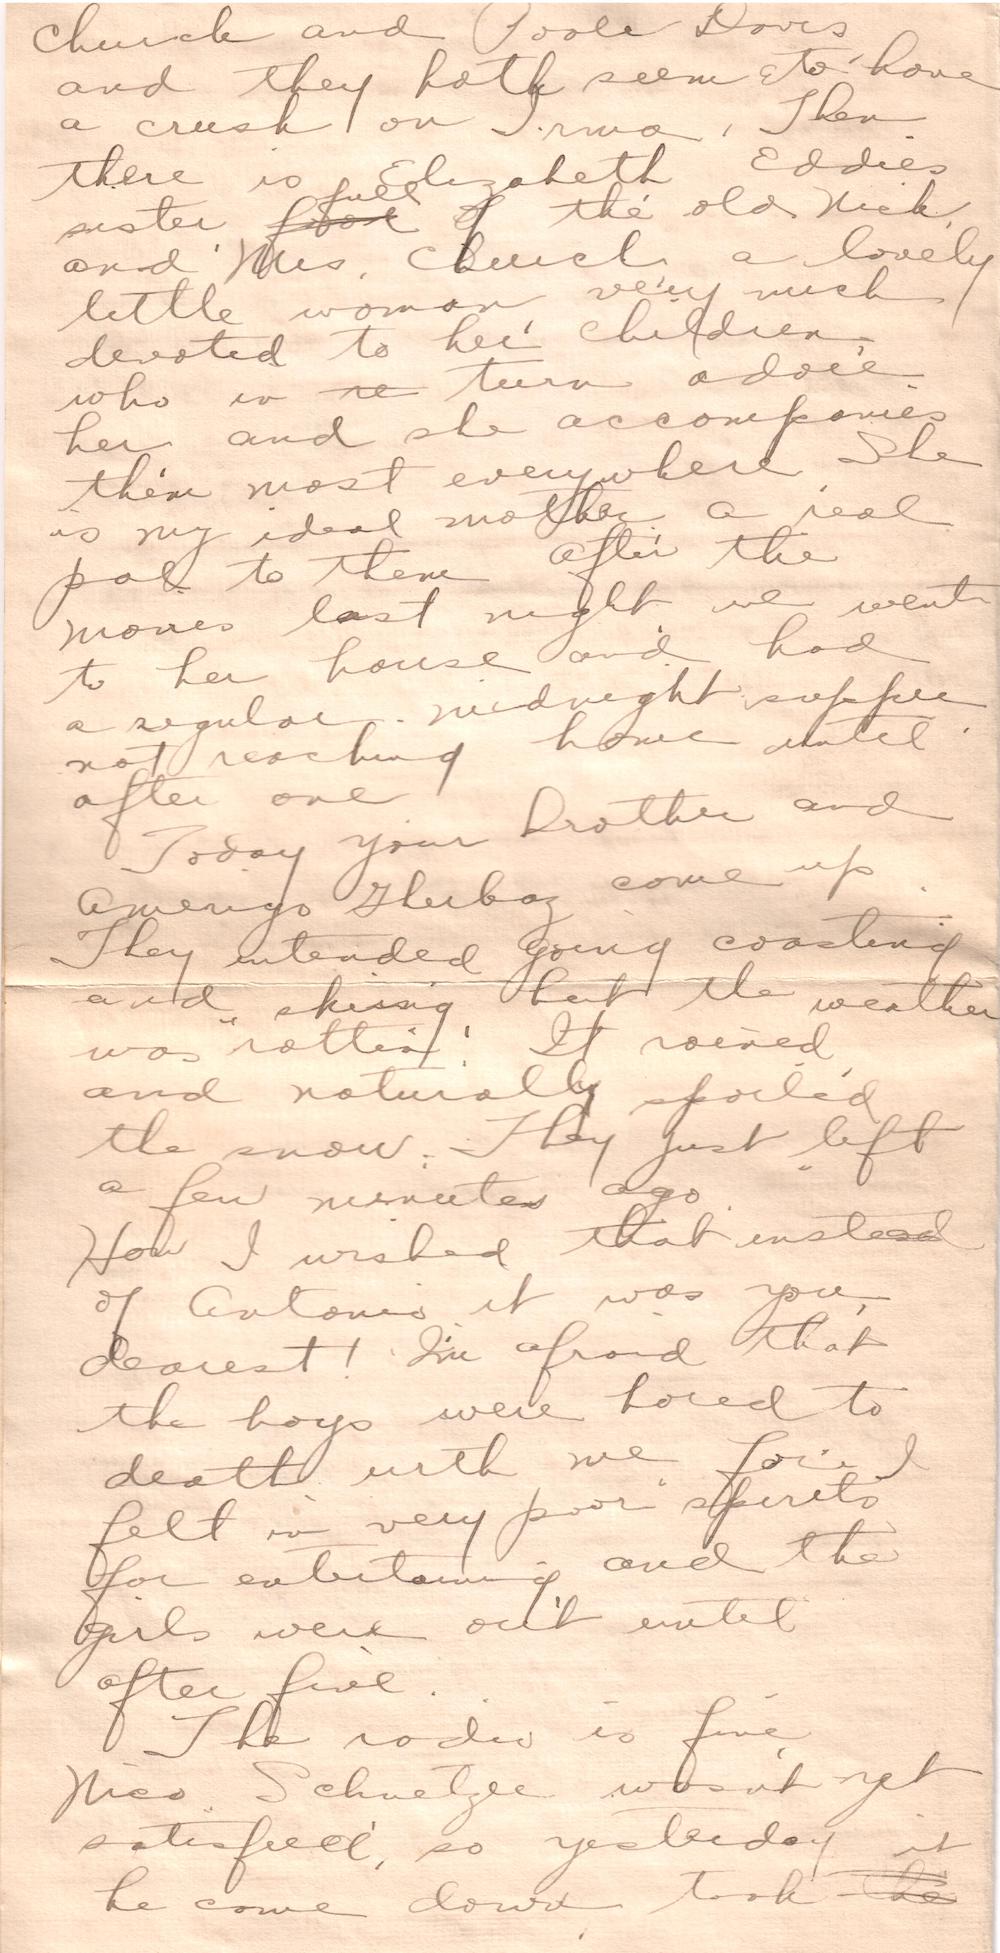 Church and Poole Davis
and they both seem to have
a crush on Irma. Then
there is Elizabeth Eddies
sister full of the old Nick,
and Mrs. Church a lovely
little woman very much
devoted to her children
who in re turn adore
her and she accompanies
them most everywhere She
is my ideal mother a real
pal to them After the
movies last night we went
to her house and had
a regular midnight supper
not reaching home until
after one
Today your brother and
Amerigo come up.
They intended going coasting
and skiing but the weather
was "rotten". It rained
and naturally spoiled
the snow. They just left
a few minutes ago
How I wished that instead
of Antonio it was you,
dearest! I'm afraid that
the boys were bored to
death with me for I
felt in very poor spirits
for entertaining and the
girls were out until
after five.
The radio is fine
Nico Schnetzer wasn't yet
satisfied, so yesterday it
he come down took the